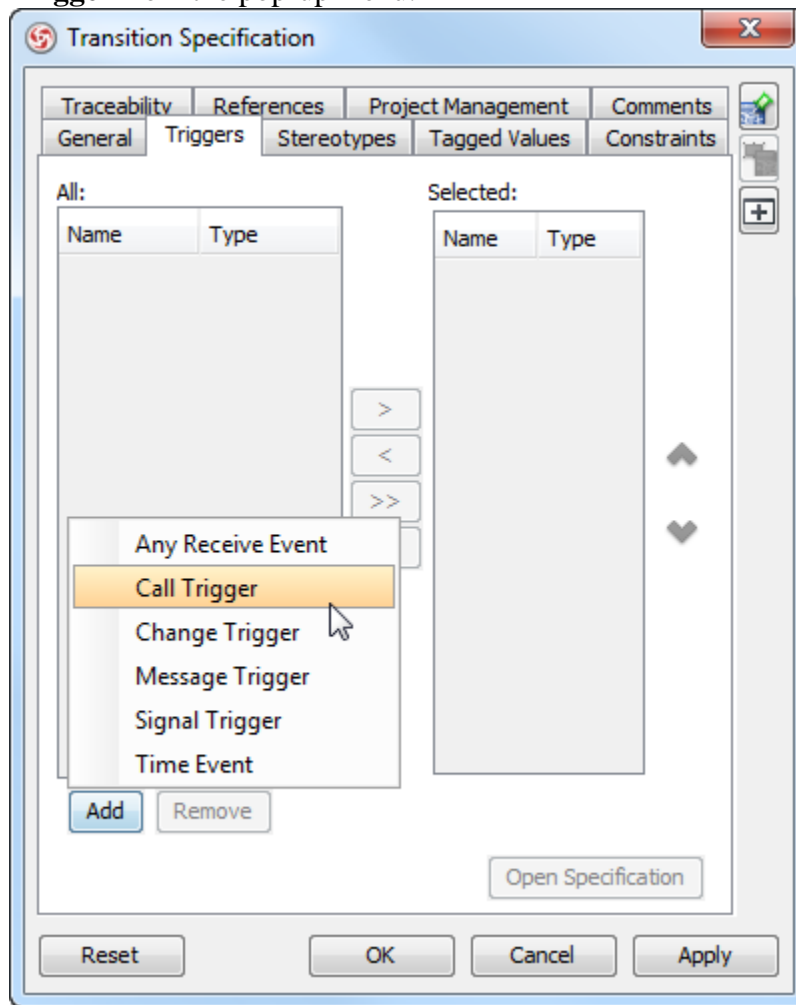 Transition Specification
Traceability References Project Management Comments
General Triggers Stereotypes Tagged Values Constraints
All: Selected:
Name Type Name Type
>
<
>>
Any Receive Event
Call Trigger
Change Trigger
Message Trigger
Signal Trigger
Time Event
Add Remove
Open Specification
Reset OK Cancel Apply